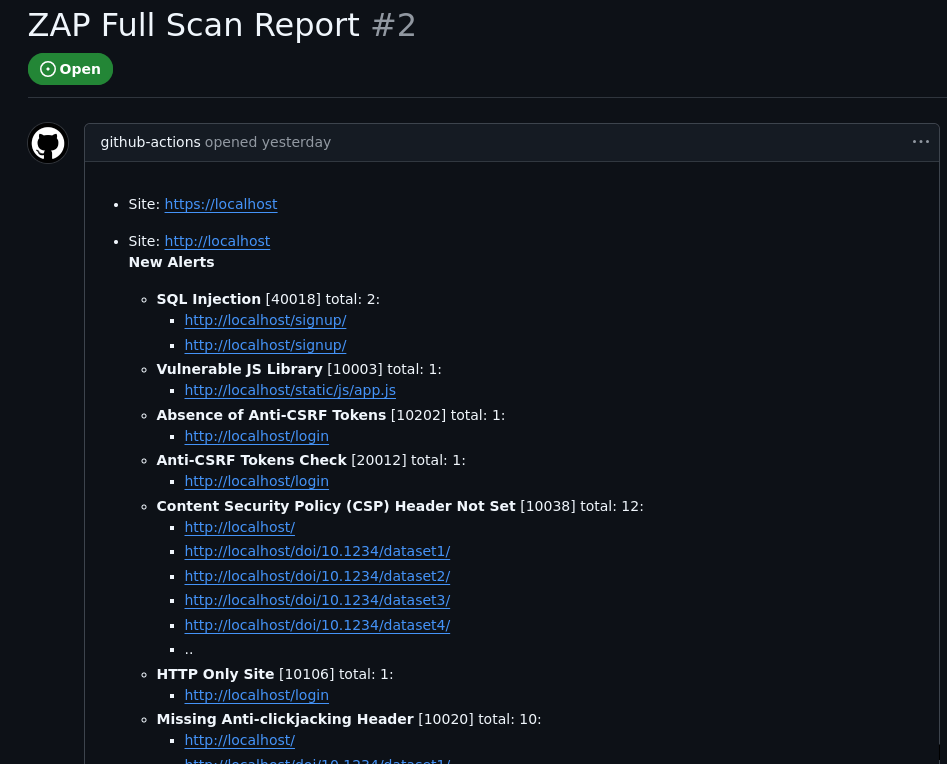 ZAP Full Scan Report #2
Open
github-actions opened yesterday
Site: https://localhost
Site: http://localhost
New Alerts
SQL Injection [40018] total: 2:
http://localhost/signup/
http://localhost/signup/
Vulnerable JS Library [10003] total: 1:
http://localhost/static/js/app.js
Absence of Anti-CSRF Tokens [10202] total: 1:
http://localhost/login
Anti-CSRF Tokens Check [20012] total: 1:
http://localhost/login
Content Security Policy (CSP) Header Not Set [10038] total: 12:
http://localhost/
http://localhost/doi/10.1234/dataset1/
http://localhost/doi/10.1234/dataset2/
http://localhost/doi/10.1234/dataset3/
http://localhost/doi/10.1234/dataset4/
..
HTTP Only Site [10106] total: 1:
http://localhost/login
Missing Anti-clickjacking Header [10020] total: 10:
http://localhost/
http://localhost/doi/10.1234/dataset1/